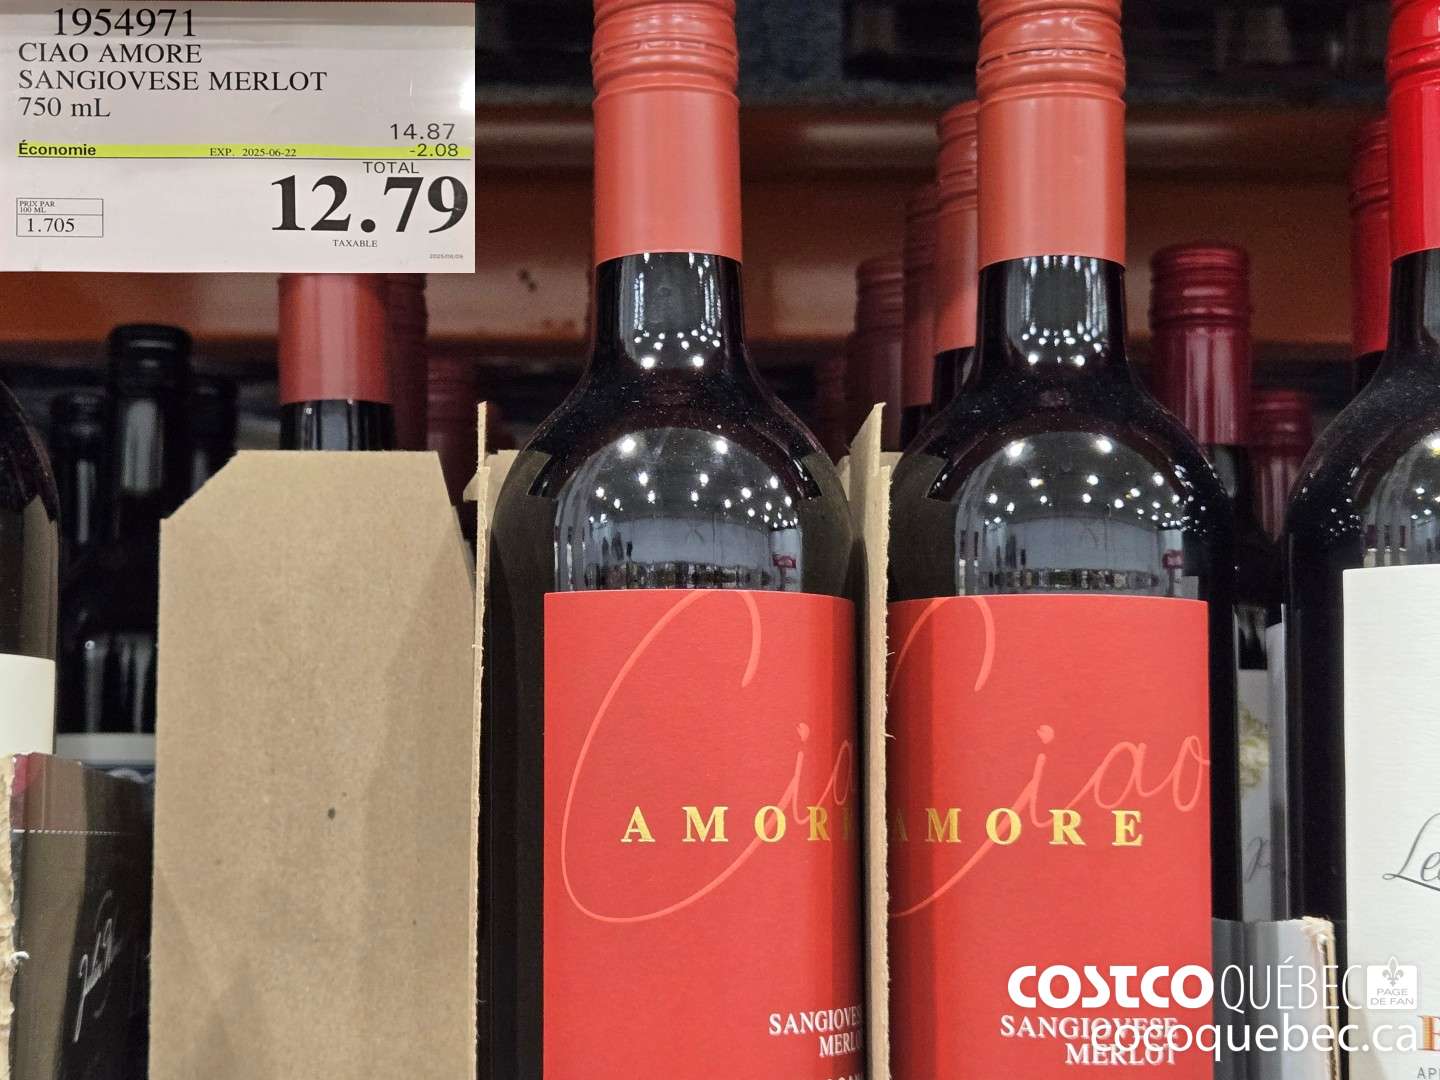 1954971
CIAO AMORE
SANGIOVESE MERLOT
750 mL
14.87
Économie EXP. 2025-06-22 -2.08
TOTAL
12.79
TAXABLE
PRIX PAR
100 ML
1.705
Ciao
AMORE
SANGIOVESE
MERLOT
Ciao
AMORE
SANGIOVESE
MERLOT
COSTCO QUÉBEC PAGE
DE FAN
cocoquebec.ca